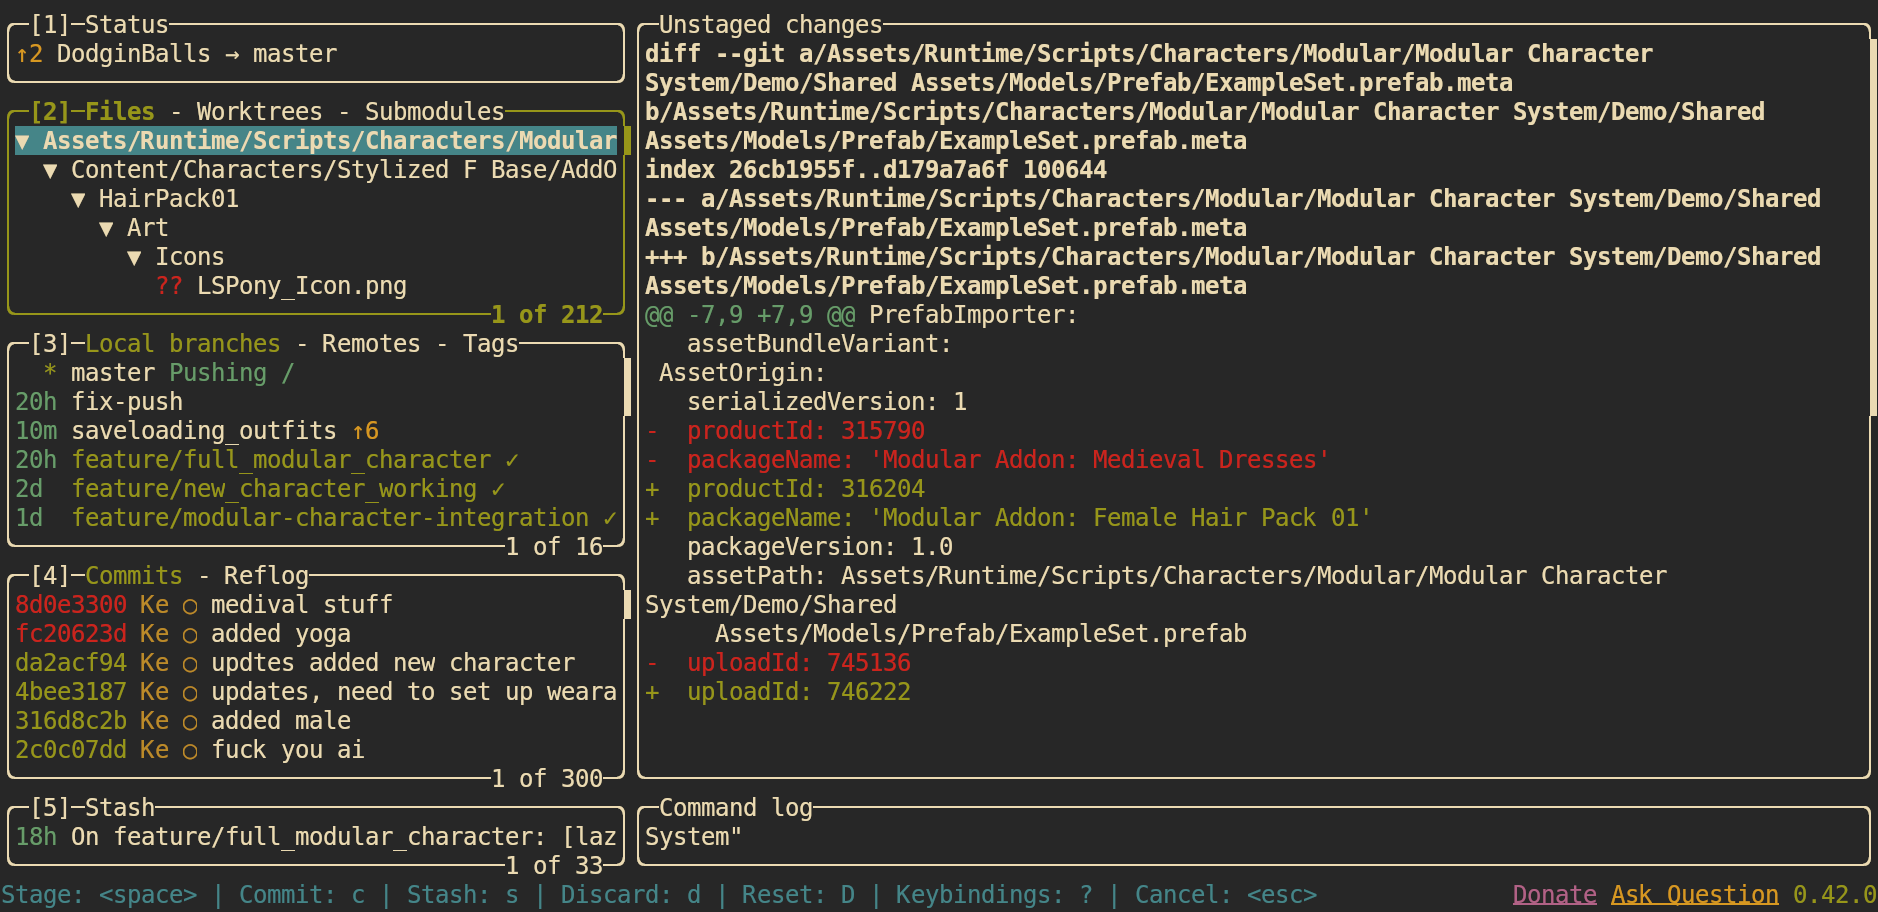 [1]─Status
↑2 DodginBalls → master
[2]─Files - Worktrees - Submodules
▼ Assets/Runtime/Scripts/Characters/Modular
▼ Content/Characters/Stylized F Base/AddO
▼ HairPack01
▼ Art
▼ Icons
?? LSPony_Icon.png
1 of 212
[3]─Local branches - Remotes - Tags
* master Pushing /
20h fix-push
10m saveloading_outfits ↑6
20h feature/full_modular_character ✓
2d feature/new_character_working ✓
1d feature/modular-character-integration ✓
1 of 16
[4]─Commits - Reflog
8d0e3300 Ke ○ medival stuff
fc20623d Ke ○ added yoga
da2acf94 Ke ○ updtes added new character
4bee3187 Ke ○ updates, need to set up weara
316d8c2b Ke ○ added male
2c0c07dd Ke ○ fuck you ai
1 of 300
[5]─Stash
18h On feature/full_modular_character: [laz
1 of 33
Unstaged changes
diff --git a/Assets/Runtime/Scripts/Characters/Modular/Modular Character
System/Demo/Shared Assets/Models/Prefab/ExampleSet.prefab.meta
b/Assets/Runtime/Scripts/Characters/Modular/Modular Character System/Demo/Shared
Assets/Models/Prefab/ExampleSet.prefab.meta
index 26cb1955f..d179a7a6f 100644
--- a/Assets/Runtime/Scripts/Characters/Modular/Modular Character System/Demo/Shared
Assets/Models/Prefab/ExampleSet.prefab.meta
+++ b/Assets/Runtime/Scripts/Characters/Modular/Modular Character System/Demo/Shared
Assets/Models/Prefab/ExampleSet.prefab.meta
@@ -7,9 +7,9 @@ PrefabImporter:
assetBundleVariant:
AssetOrigin:
serializedVersion: 1
- productId: 315790
- packageName: 'Modular Addon: Medieval Dresses'
+ productId: 316204
+ packageName: 'Modular Addon: Female Hair Pack 01'
packageVersion: 1.0
assetPath: Assets/Runtime/Scripts/Characters/Modular/Modular Character
System/Demo/Shared
Assets/Models/Prefab/ExampleSet.prefab
- uploadId: 745136
+ uploadId: 746222
Command log
System"
Stage: <space> | Commit: c | Stash: s | Discard: d | Reset: D | Keybindings: ? | Cancel: <esc>
Donate Ask Question 0.42.0